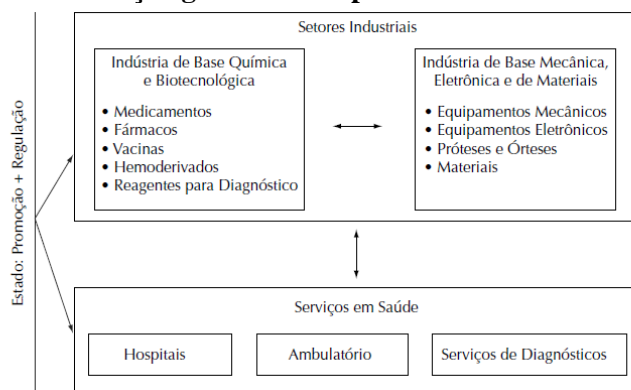 Setores Industriais
Indústria de Base Química
e Biotecnológica
• Medicamentos
• Fármacos
• Vacinas
• Hemoderivados
• Reagentes para Diagnóstico
Indústria de Base Mecânica,
Eletrônica e de Materiais
• Equipamentos Mecânicos
• Equipamentos Eletrônicos
• Próteses e Órteses
• Materiais
Estado: Promoção + Regulação
Serviços em Saúde
Hospitais
Ambulatório
Serviços de Diagnósticos